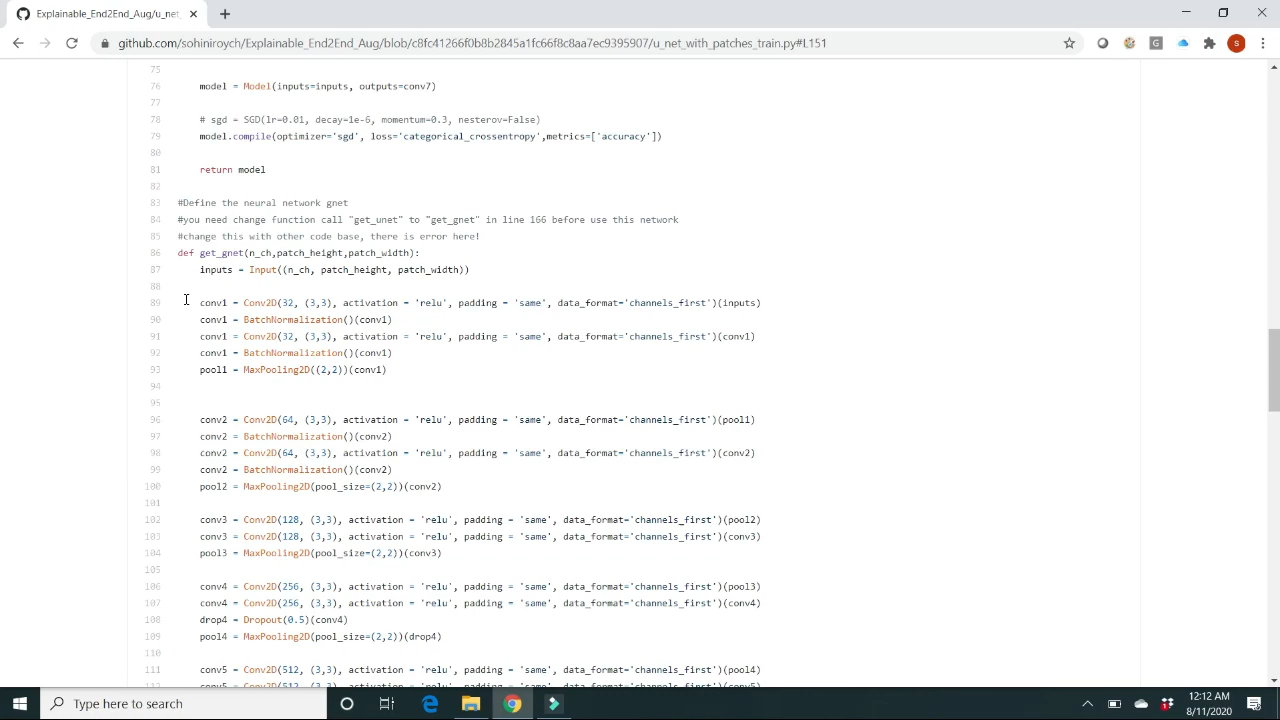 Explainable_End2End_Aug/u_net
github.com/sohiniroych/Explainable_End2End_Aug/blob/c8fc41266f0b8b2845a1fc66f8c8aa7ec9395907/u_net_with_patches_train.py#L151
75
76 model = Model(inputs=inputs, outputs=conv7)
77
78 # sgd = SGD(lr=0.01, decay=1e-6, momentum=0.3, nesterov=False)
79 model.compile(optimizer='sgd', loss='categorical_crossentropy',metrics=['accuracy'])
80
81 return model
82
83 #Define the neural network gnet
84 #you need change function call "get_unet" to "get_gnet" in line 166 before use this network
85 #change this with other code base, there is error here!
86 def get_gnet(n_ch,patch_height,patch_width):
87 inputs = Input((n_ch, patch_height, patch_width))
88
89 conv1 = Conv2D(32, (3,3), activation = 'relu', padding = 'same', data_format='channels_first')(inputs)
90 conv1 = BatchNormalization()(conv1)
91 conv1 = Conv2D(32, (3,3), activation = 'relu', padding = 'same', data_format='channels_first')(conv1)
92 conv1 = BatchNormalization()(conv1)
93 pool1 = MaxPooling2D((2,2))(conv1)
94
95
96 conv2 = Conv2D(64, (3,3), activation = 'relu', padding = 'same', data_format='channels_first')(pool1)
97 conv2 = BatchNormalization()(conv2)
98 conv2 = Conv2D(64, (3,3), activation = 'relu', padding = 'same', data_format='channels_first')(conv2)
99 conv2 = BatchNormalization()(conv2)
100 pool2 = MaxPooling2D(pool_size=(2,2))(conv2)
101
102 conv3 = Conv2D(128, (3,3), activation = 'relu', padding = 'same', data_format='channels_first')(pool2)
103 conv3 = Conv2D(128, (3,3), activation = 'relu', padding = 'same', data_format='channels_first')(conv3)
104 pool3 = MaxPooling2D(pool_size=(2,2))(conv3)
105
106 conv4 = Conv2D(256, (3,3), activation = 'relu', padding = 'same', data_format='channels_first')(pool3)
107 conv4 = Conv2D(256, (3,3), activation = 'relu', padding = 'same', data_format='channels_first')(conv4)
108 drop4 = Dropout(0.5)(conv4)
109 pool4 = MaxPooling2D(pool_size=(2,2))(drop4)
110
111 conv5 = Conv2D(512, (3,3), activation = 'relu', padding = 'same', data_format='channels_first')(pool4)
112 conv5 = Conv2D(512, (3,3), activation = 'relu', padding = 'same', data_format='channels_first')(conv5)
Type here to search
12:12 AM
8/11/2020